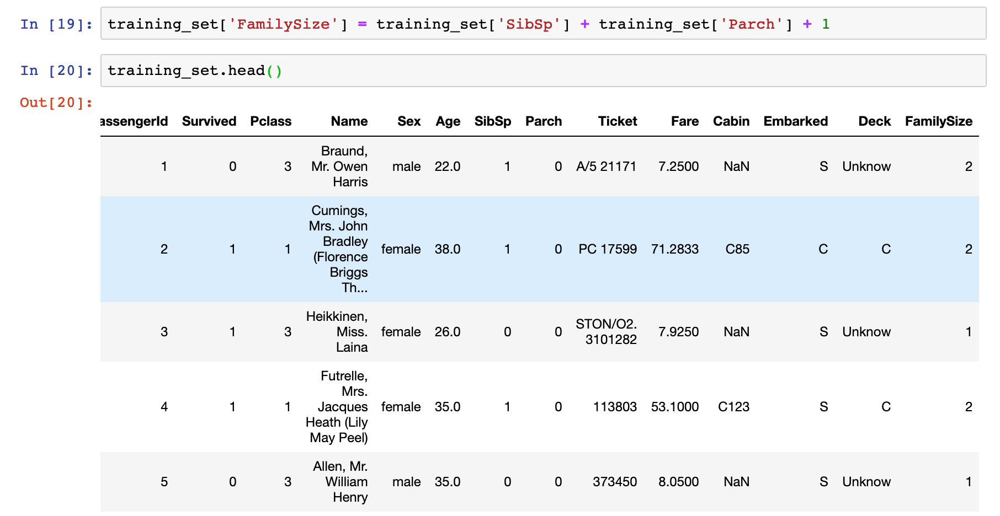 In [19]: training_set['FamilySize'] = training_set['SibSp'] + training_set['Parch'] + 1
In [20]: training_set.head()
Out[20]:
assengerId Survived Pclass Name Sex Age SibSp Parch Ticket Fare Cabin Embarked Deck FamilySize
Braund,
1 0 3 Mr. Owen male 22.0 1 0 A/5 21171 7.2500 NaN S Unknow 2
Harris
Cumings,
Mrs. John
Bradley
2 1 1 (Florence female 38.0 1 0 PC 17599 71.2833 C85 C C 2
Briggs
Th...
Heikkinen,
3 1 3 Miss. female 26.0 0 0 STON/O2. 7.9250 NaN S Unknow 1
Laina 3101282
Futrelle,
Mrs.
4 1 1 Jacques female 35.0 1 0 113803 53.1000 C123 S C 2
Heath (Lily
May Peel)
Allen, Mr.
5 0 3 William male 35.0 0 0 373450 8.0500 NaN S Unknow 1
Henry